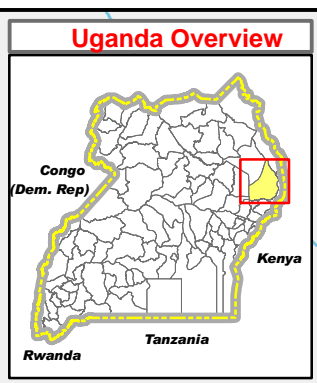 Uganda Overview
Congo
(Dem. Rep)
Kenya
Tanzania
Rwanda